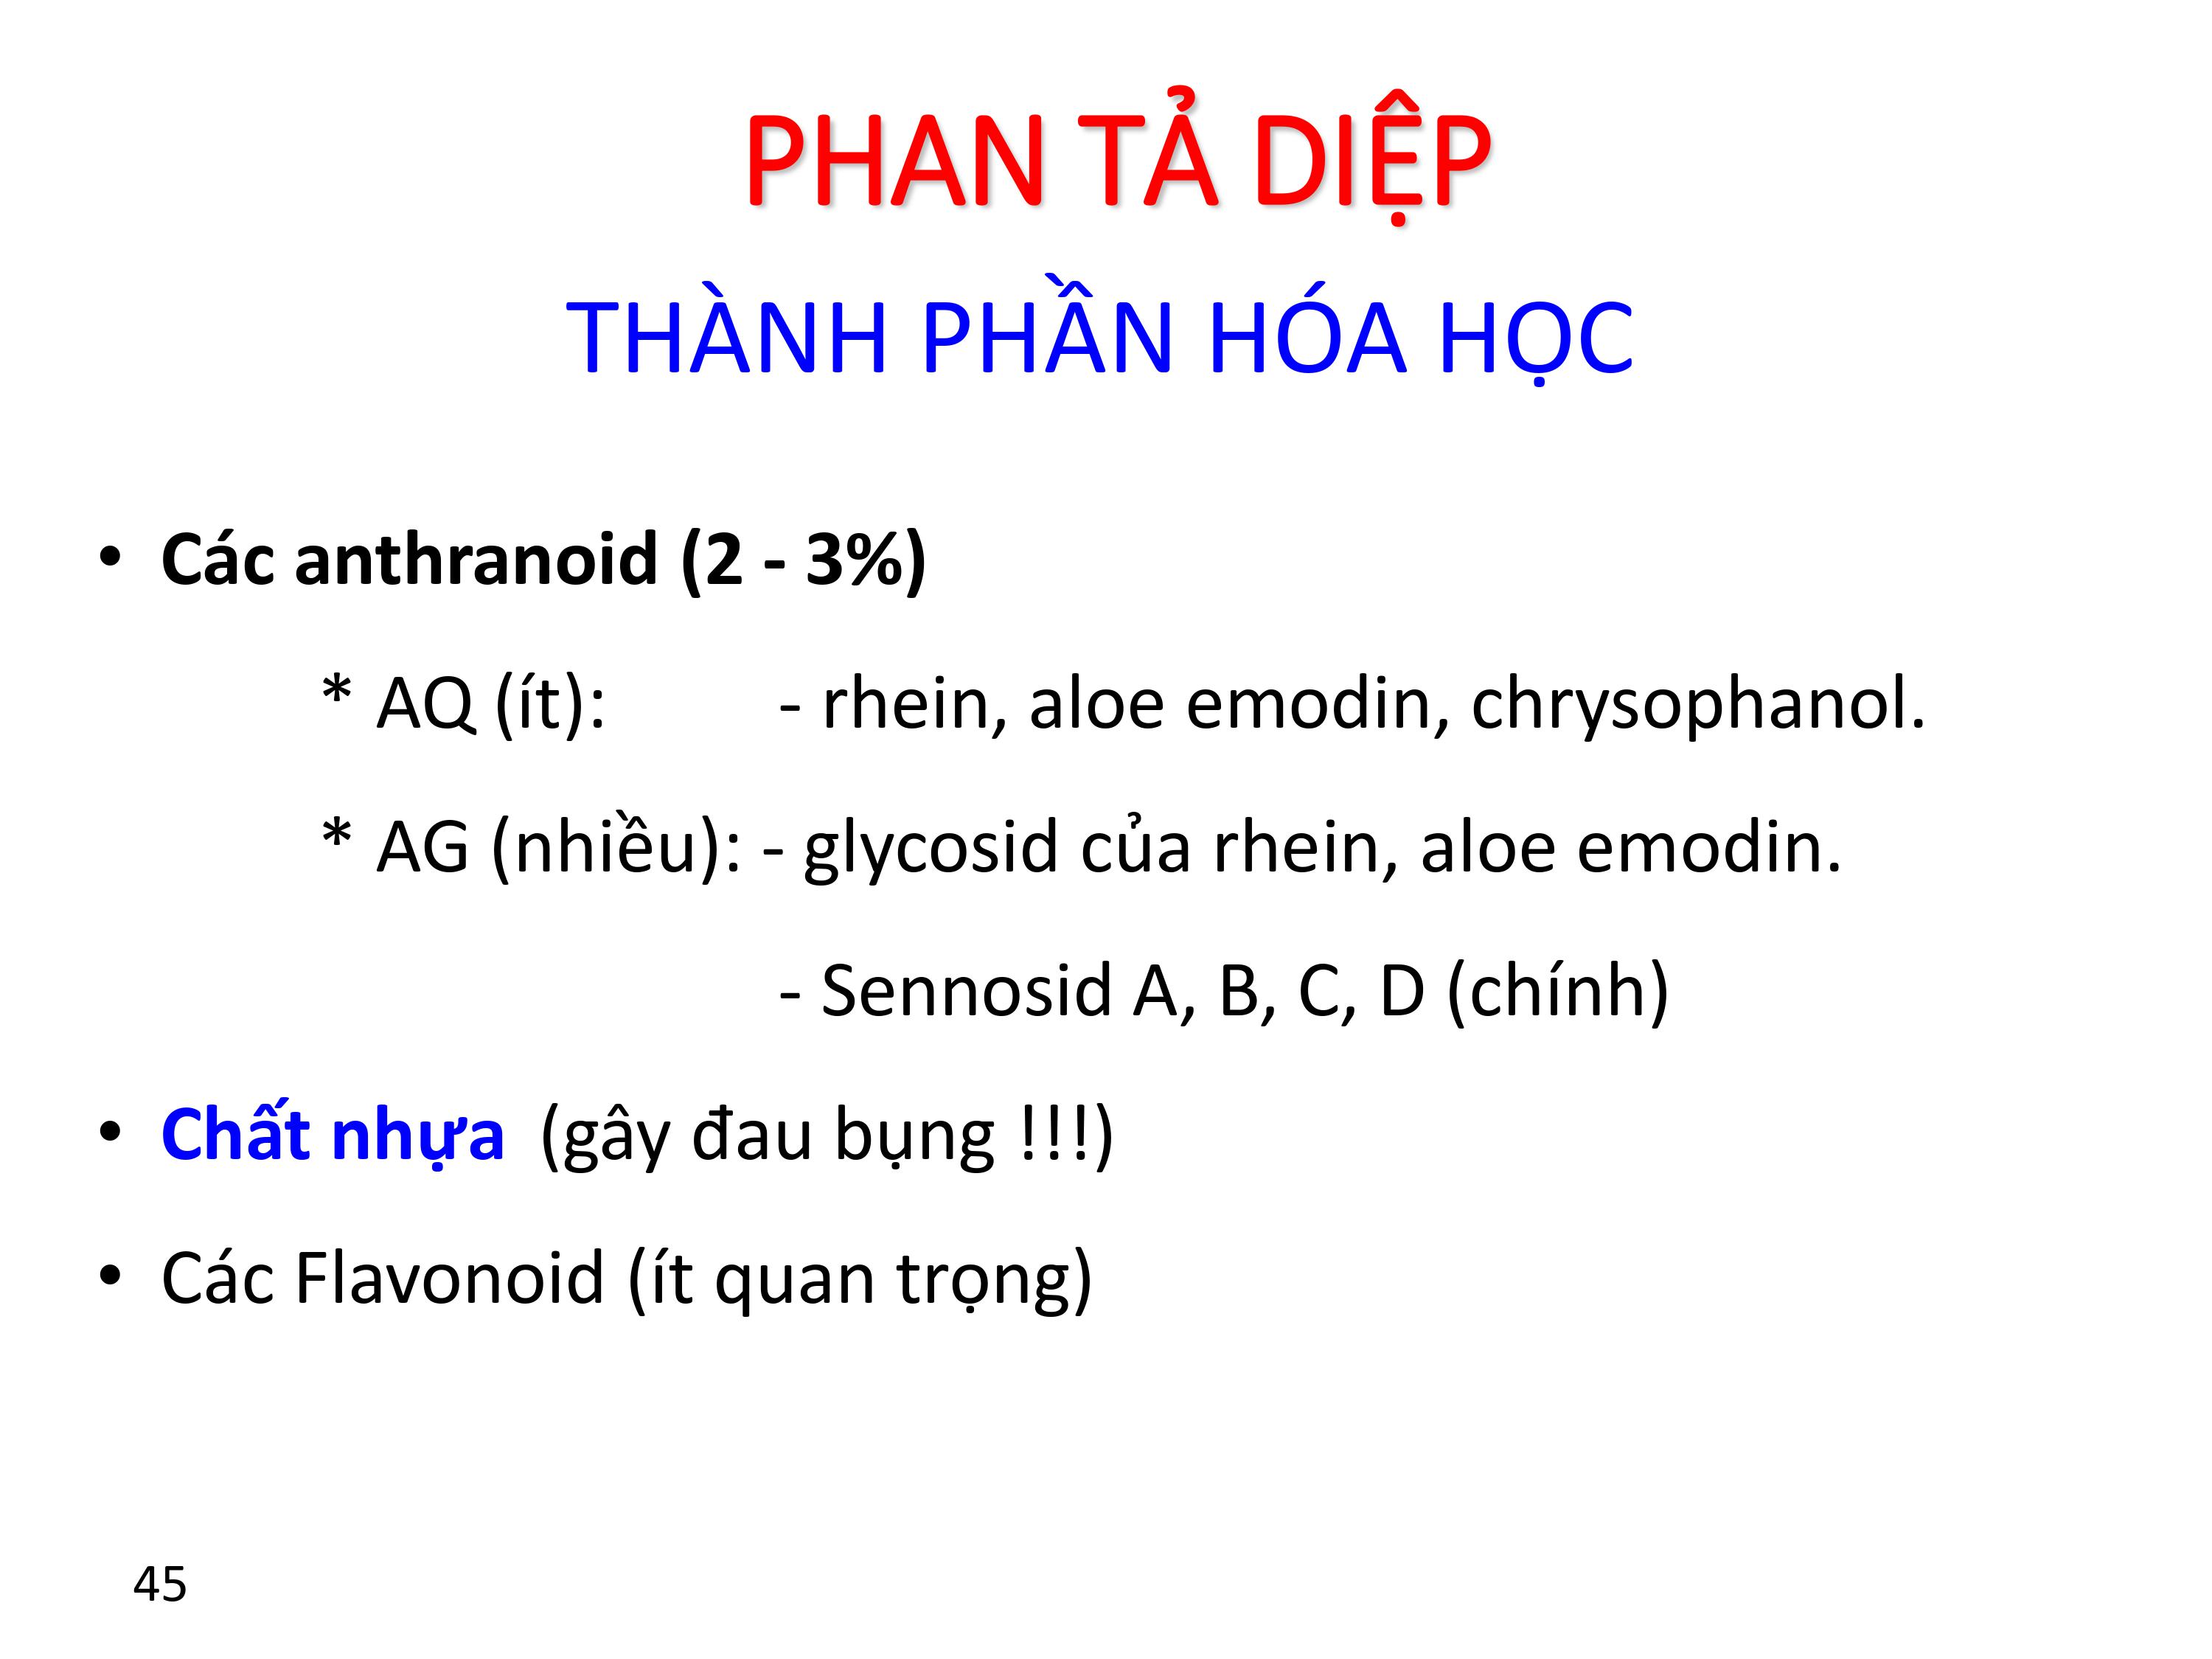 PHAN TẢ DIỆP
THÀNH PHẦN HÓA HỌC
• Các anthranoid (2 - 3%)
* AQ (ít): - rhein, aloe emodin, chrysophanol.
* AG (nhiều): - glycosid của rhein, aloe emodin.
- Sennosid A, B, C, D (chính)
• Chất nhựa (gây đau bụng !!!)
• Các Flavonoid (ít quan trọng)
45